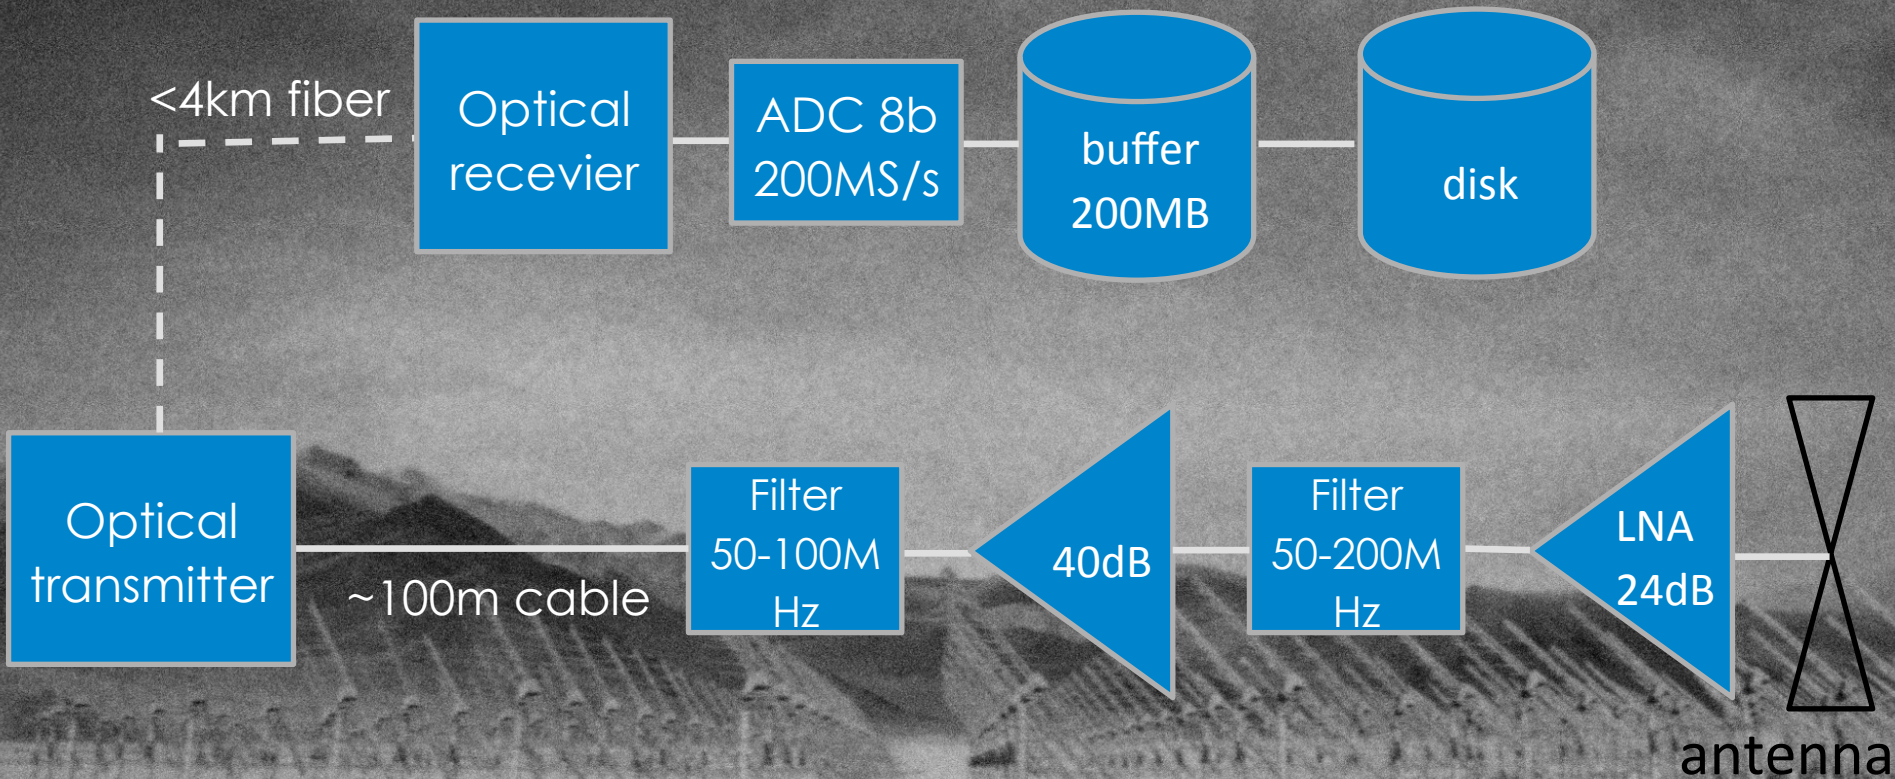 <4km fiber
Optical
recevier
ADC 8b
200MS/s
buffer
200MB
disk
Optical
transmitter
~100m cable
Filter
50-100M
Hz
40dB
Filter
50-200M
Hz
LNA
24dB
antenna